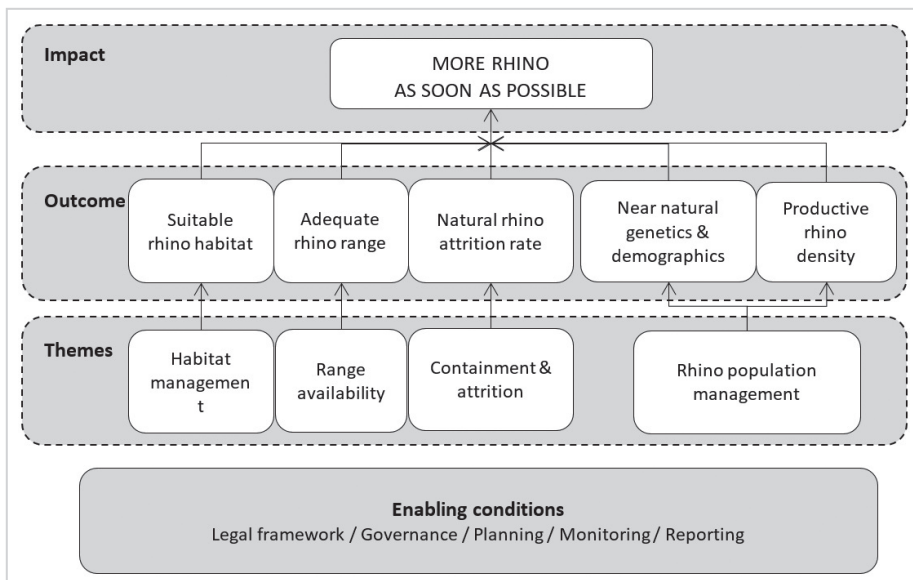 Impact
MORE RHINO
AS SOON AS POSSIBLE
Outcome
Suitable
rhino habitat
Adequate
rhino range
Natural rhino
attrition rate
Near natural
genetics &
demographics
Productive
rhino
density
Themes
Habitat
managemen
t
Range
availability
Containment &
attrition
Rhino population
management
Enabling conditions
Legal framework / Governance / Planning / Monitoring / Reporting